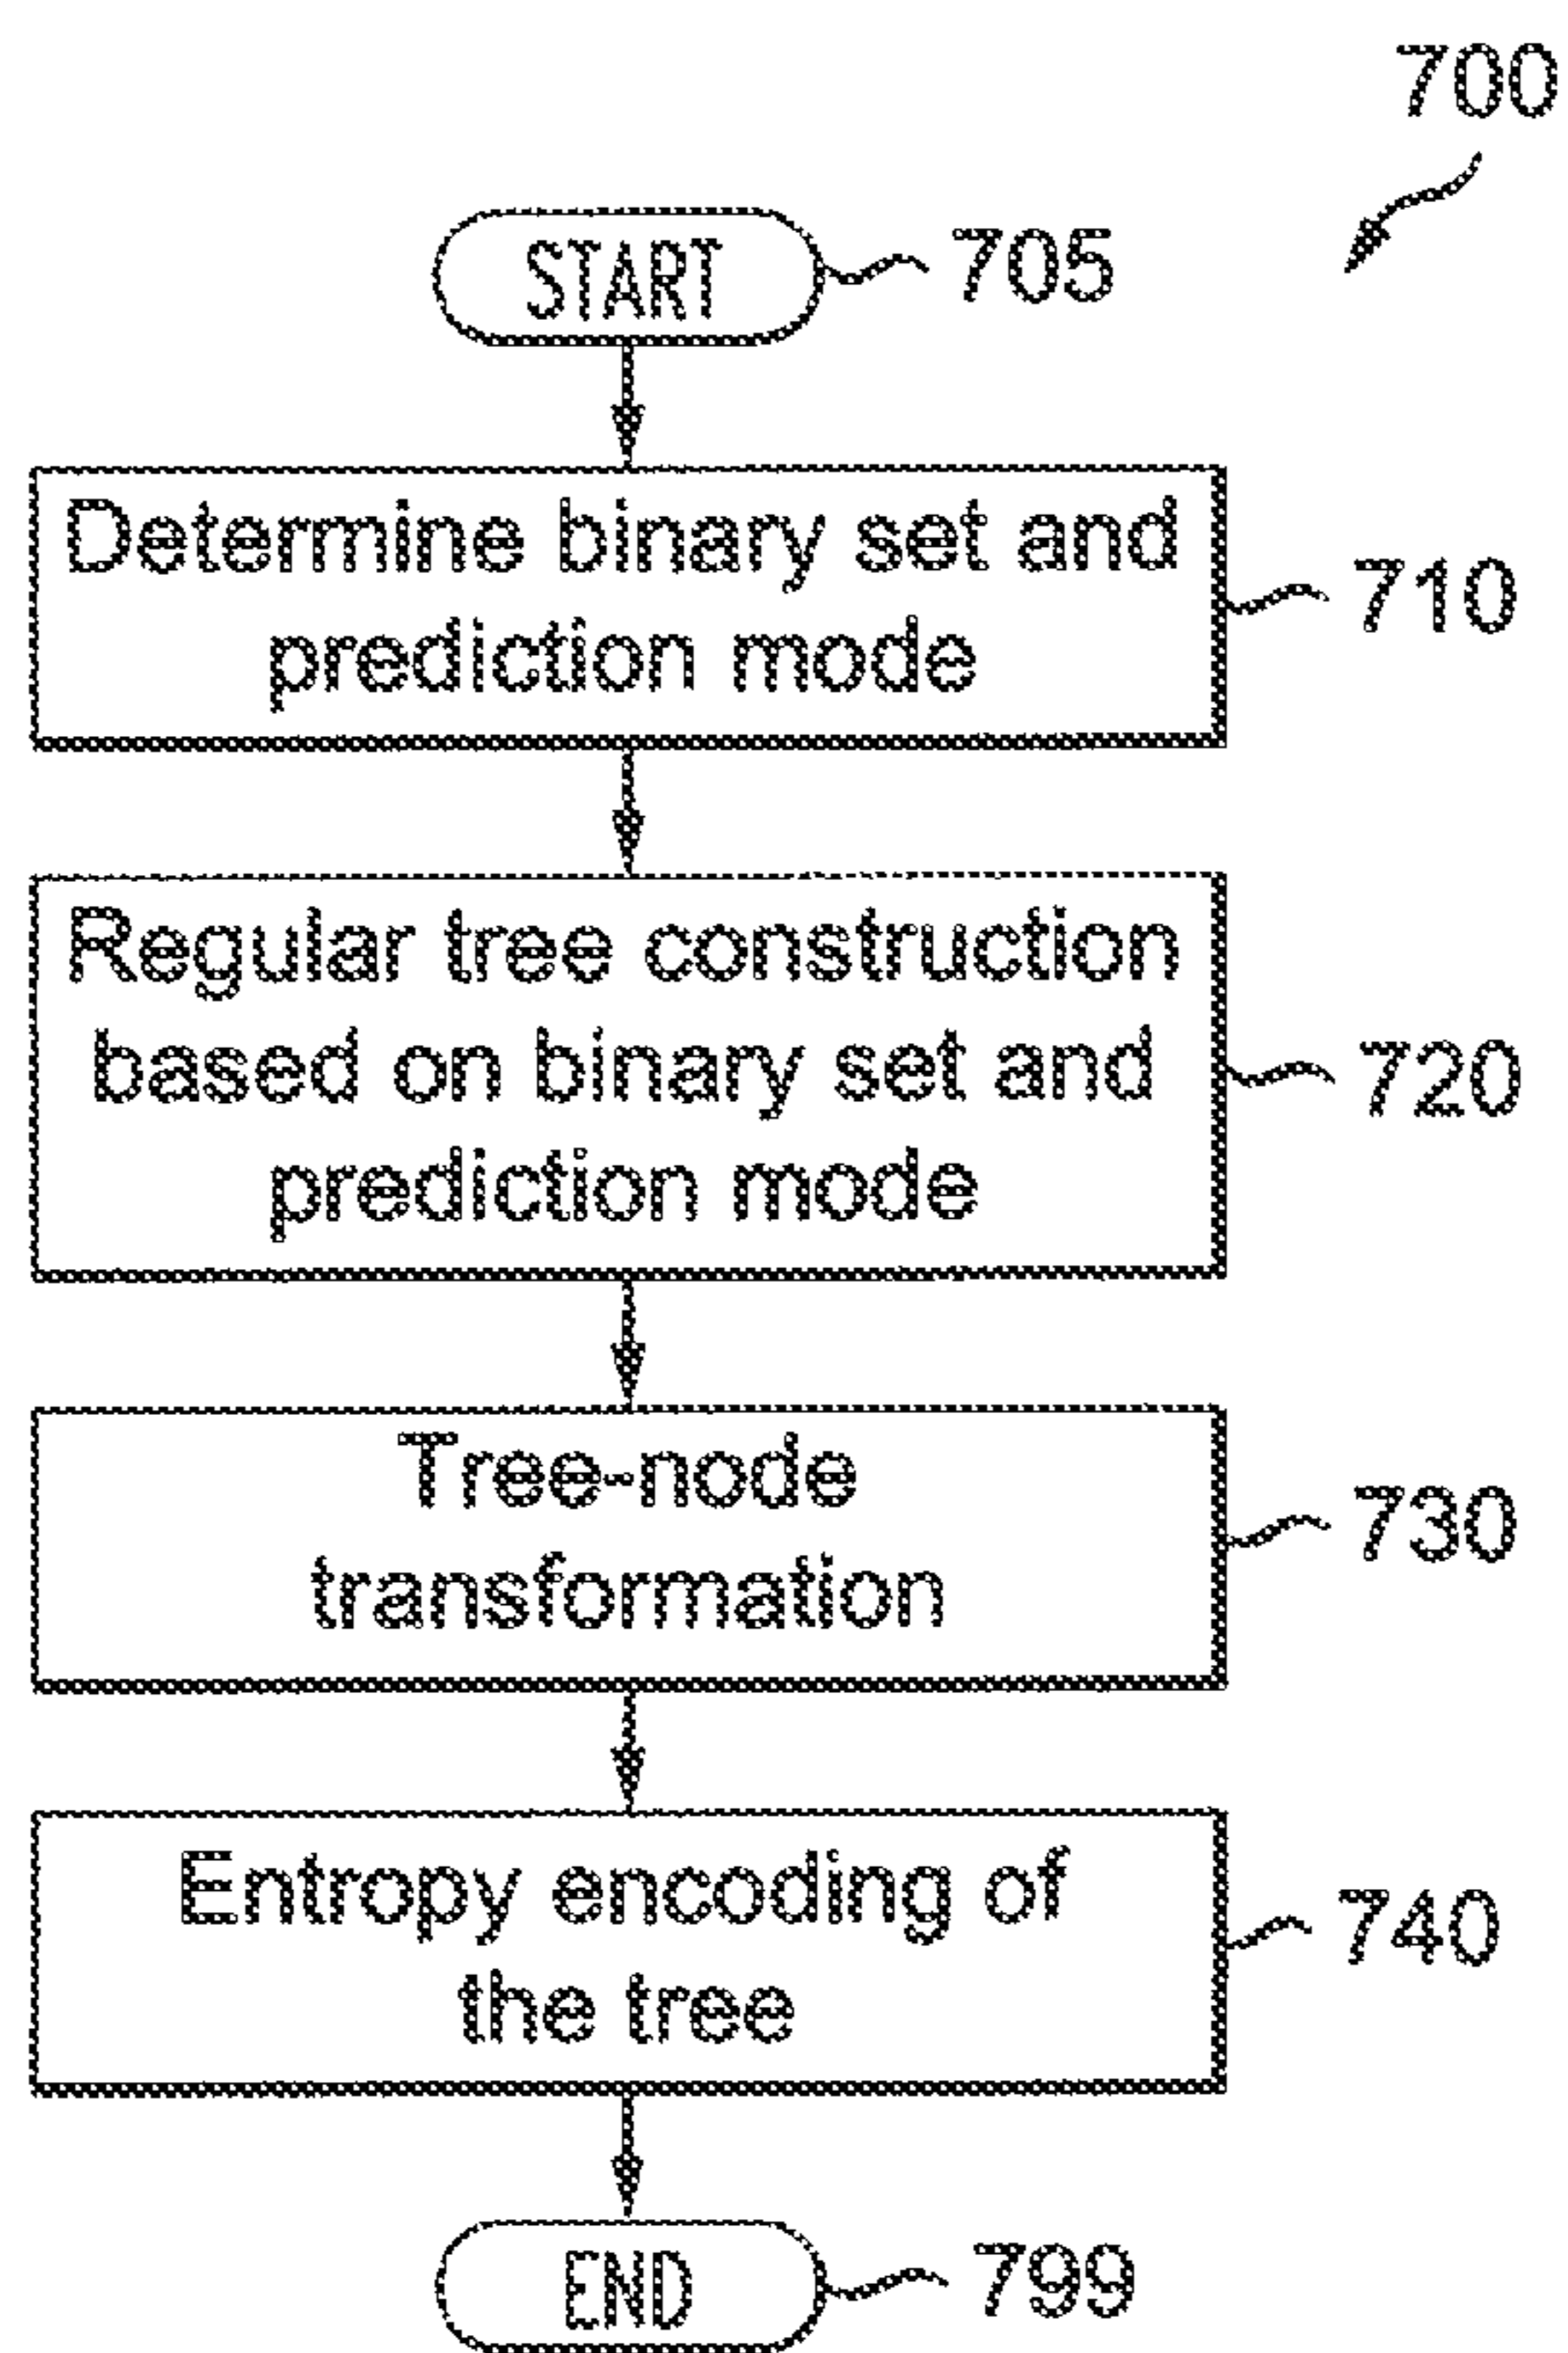 700
START
705
Determine binary set and
prediction mode
710
Regular tree construction
based on binary set and
prediction mode
720
Tree-node
transformation
730
Entropy encoding of
the tree
740
END
799